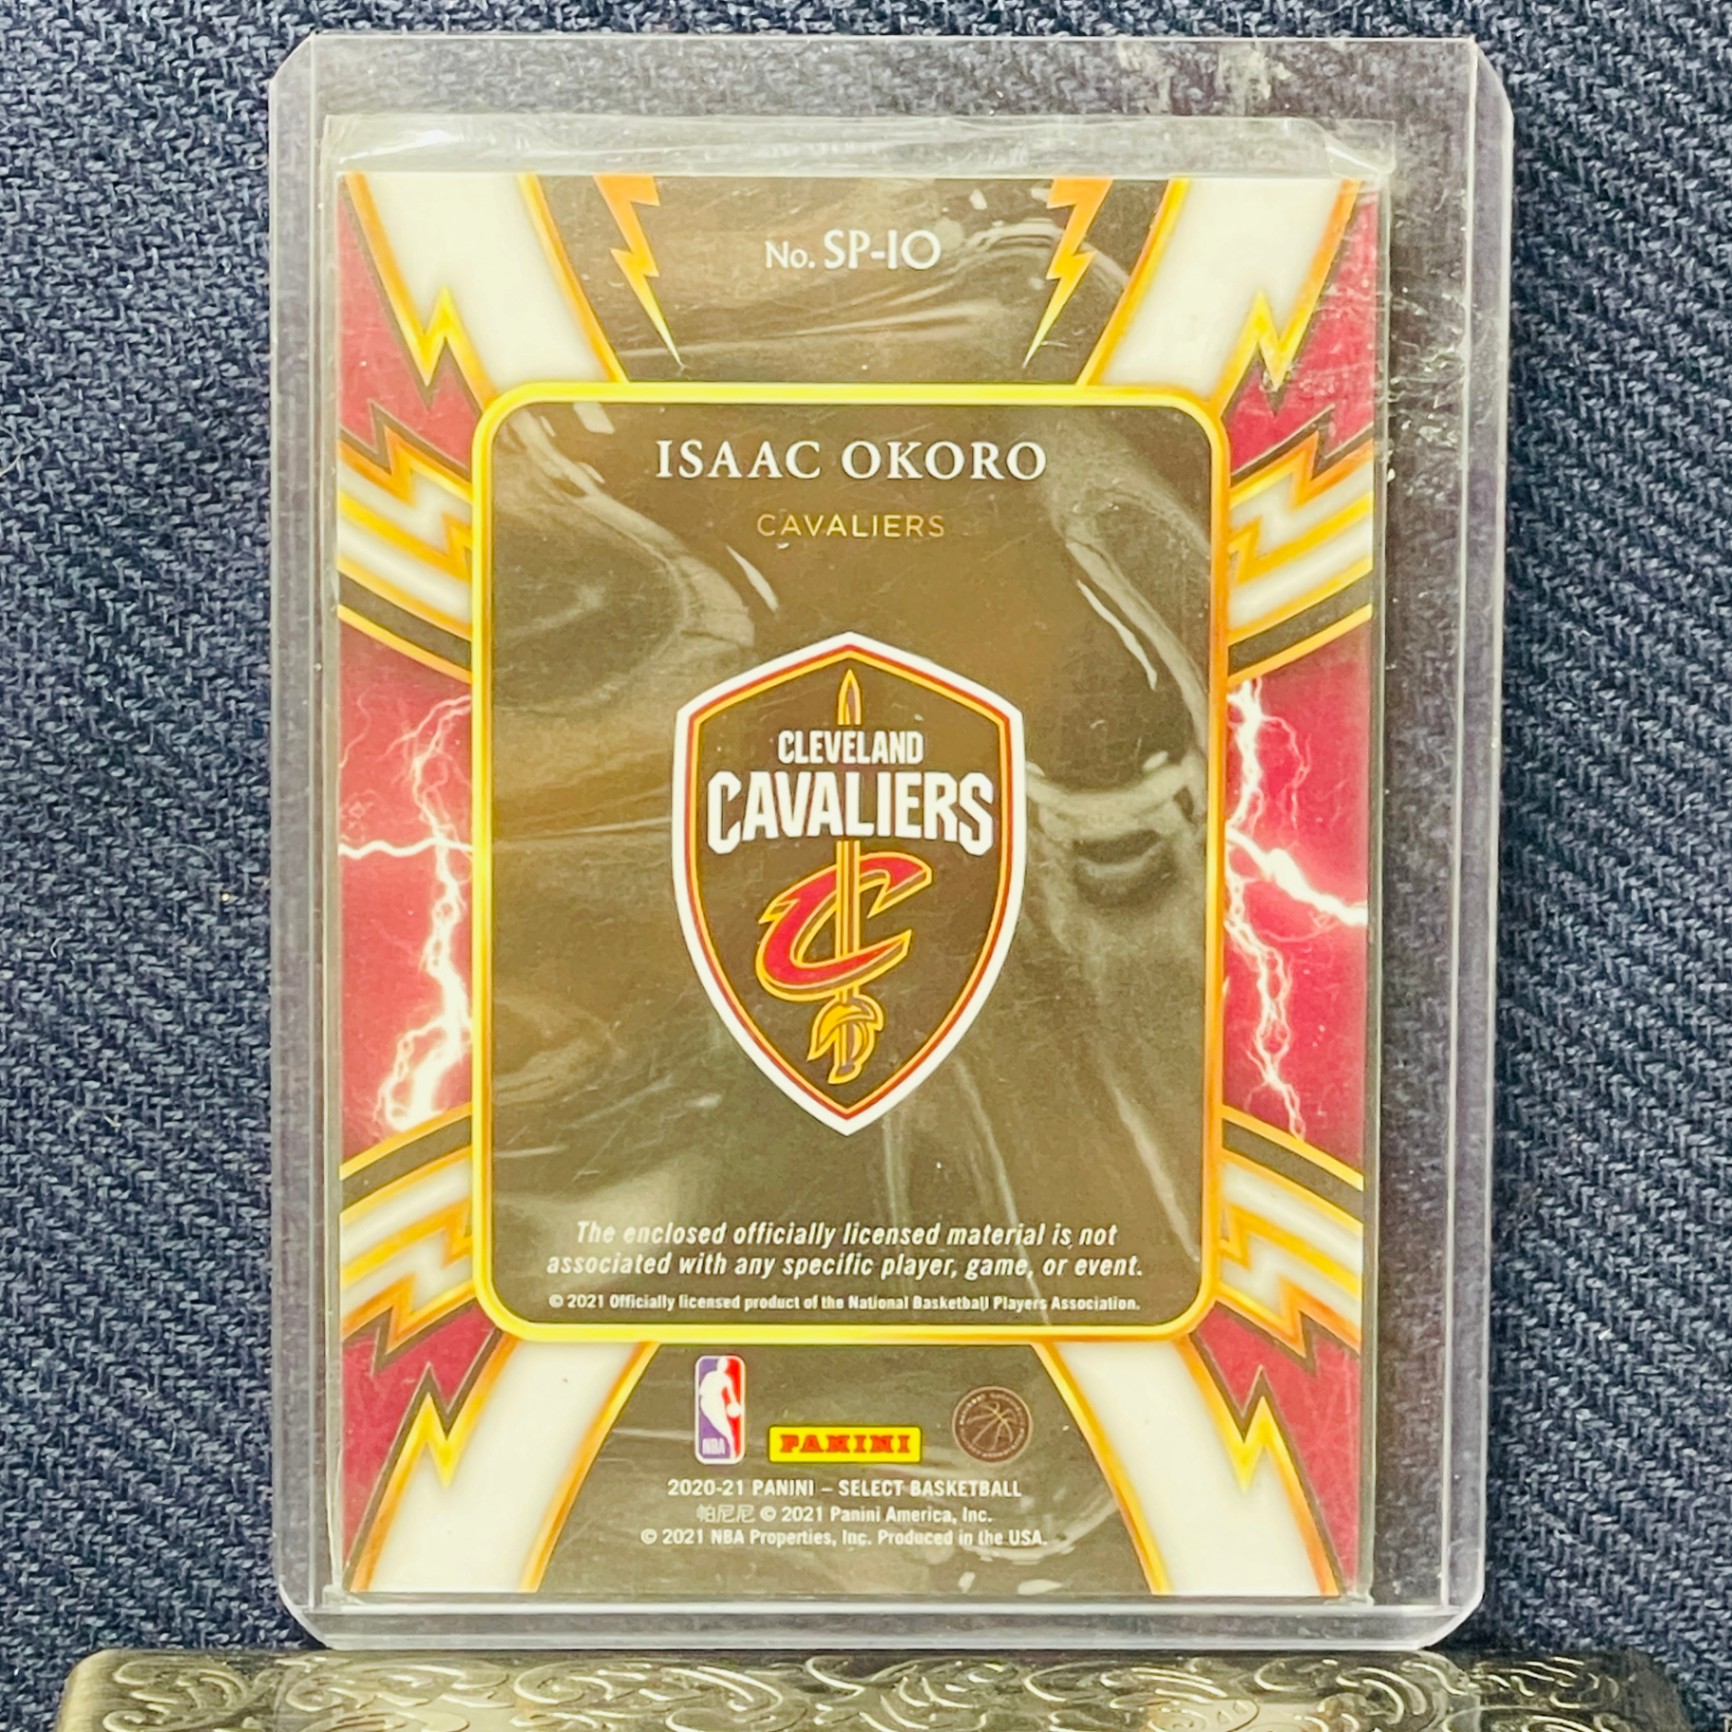 No. SP-IO
ISAAC OKORO
CAVALIERS
CLEVELAND
CAVALIERS
The enclosed officially licensed material is not
associated with any specific player, game, or event.
© 2021 Officially licensed product of the National Basketball Players Association.
NBA
PANINI
2020-21 PANINI – SELECT BASKETBALL
帕尼尼 © 2021 Panini America, Inc.
© 2021 NBA Properties, Inc. Produced in the USA.